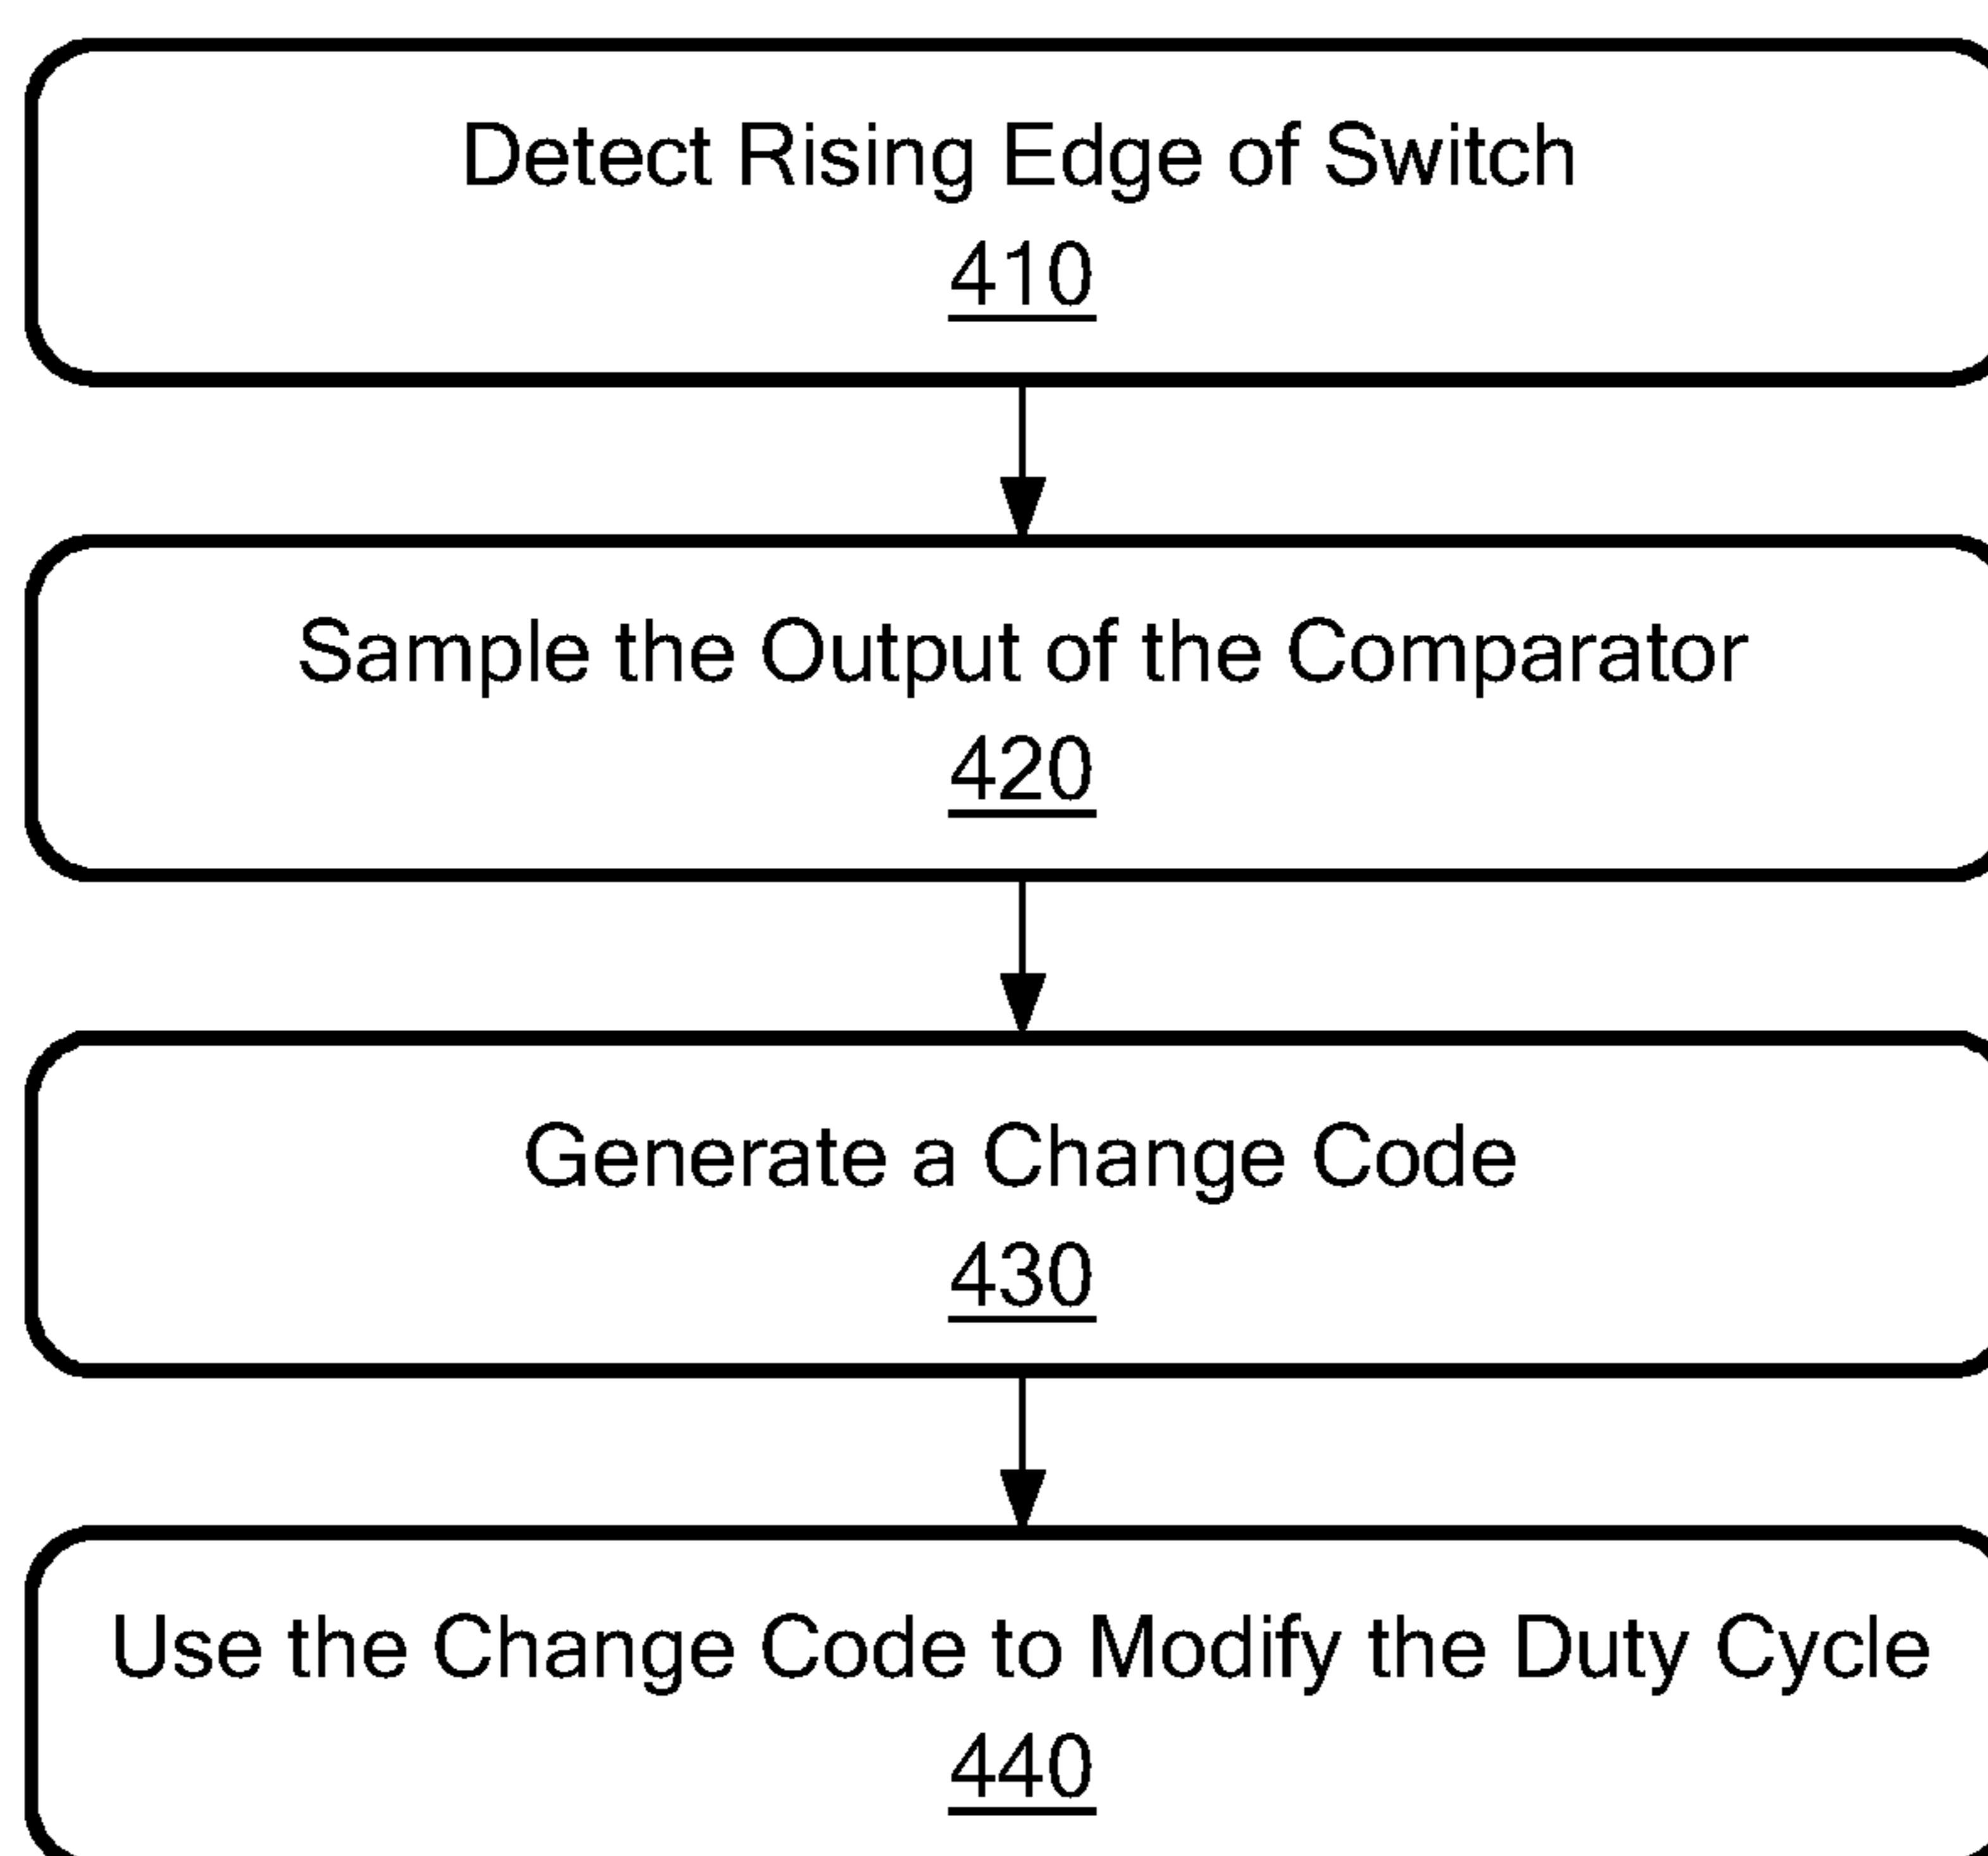 Detect Rising Edge of Switch
410
Sample the Output of the Comparator
420
Generate a Change Code
430
Use the Change Code to Modify the Duty Cycle
440